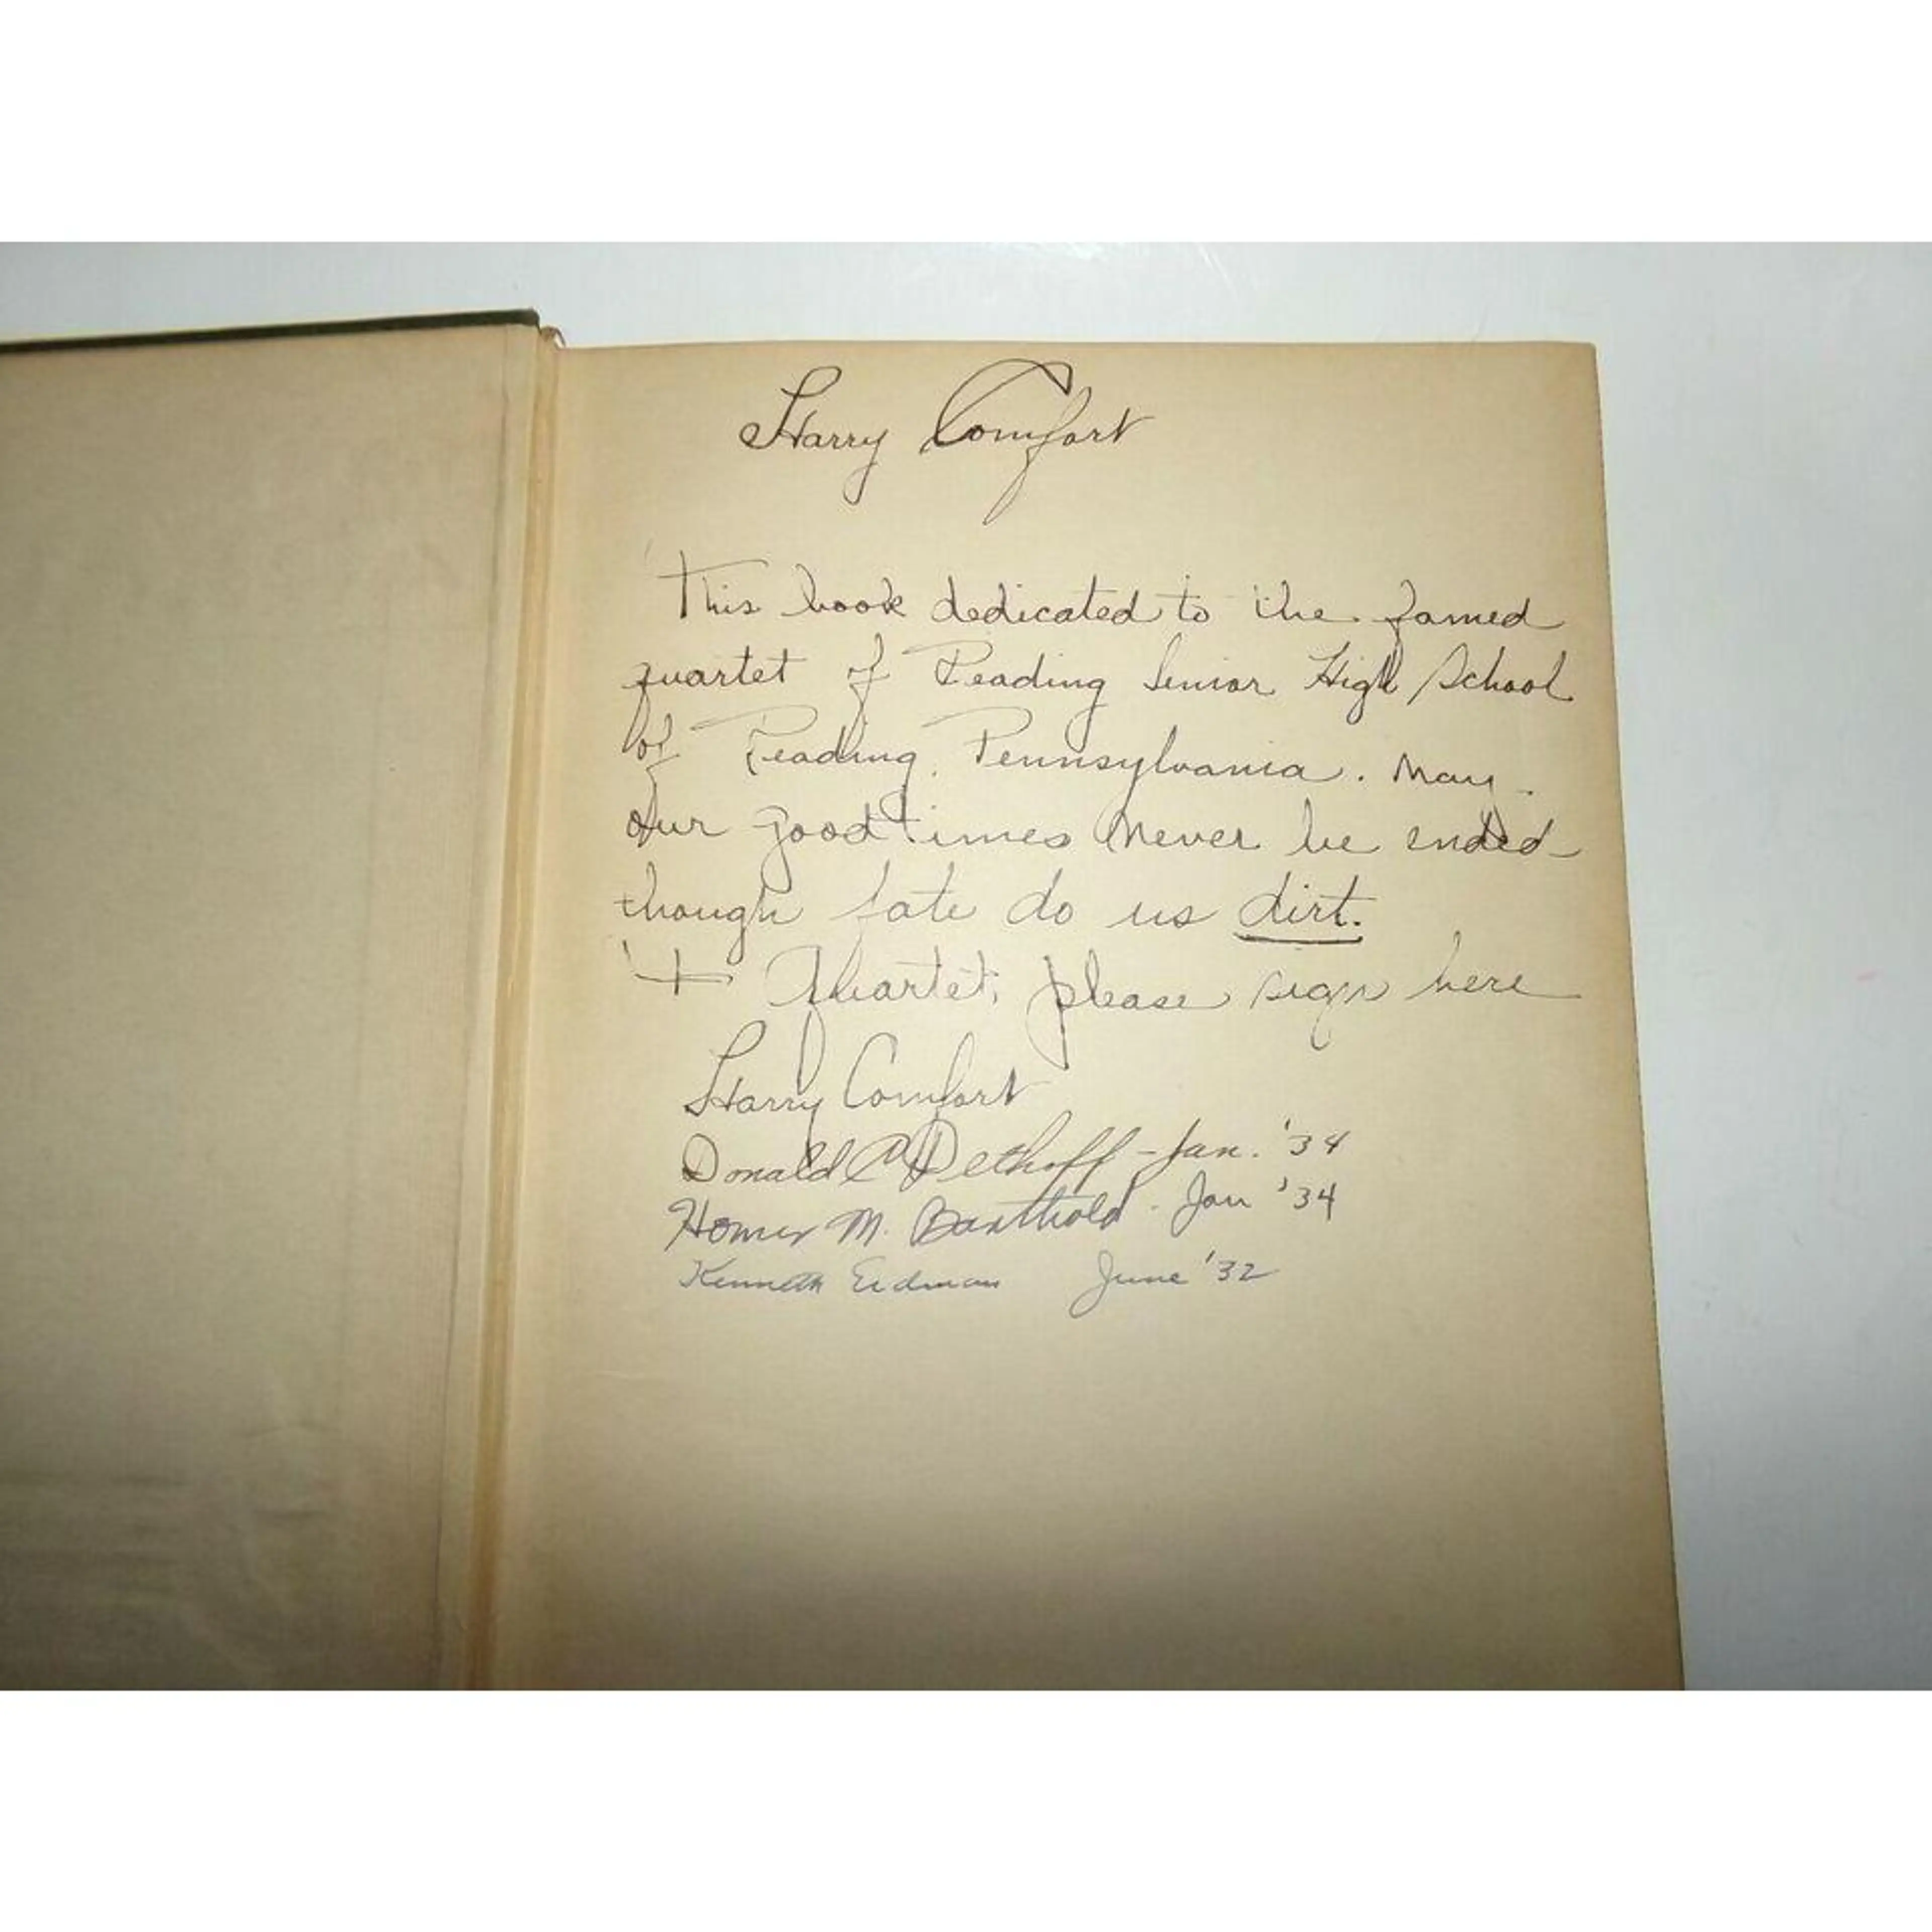 Harry Comfort
This book dedicated to the famed
quartet of Reading Senior High School
of Reading, Pennsylvania. May
our good times never be ended
though fate do us dirt.
+ Quartet, please sign here
Harry Comfort
Donald P Dethoff - Jan. '34
Homer M. Barthold - Jan '34
Kenneth Erdman June '32